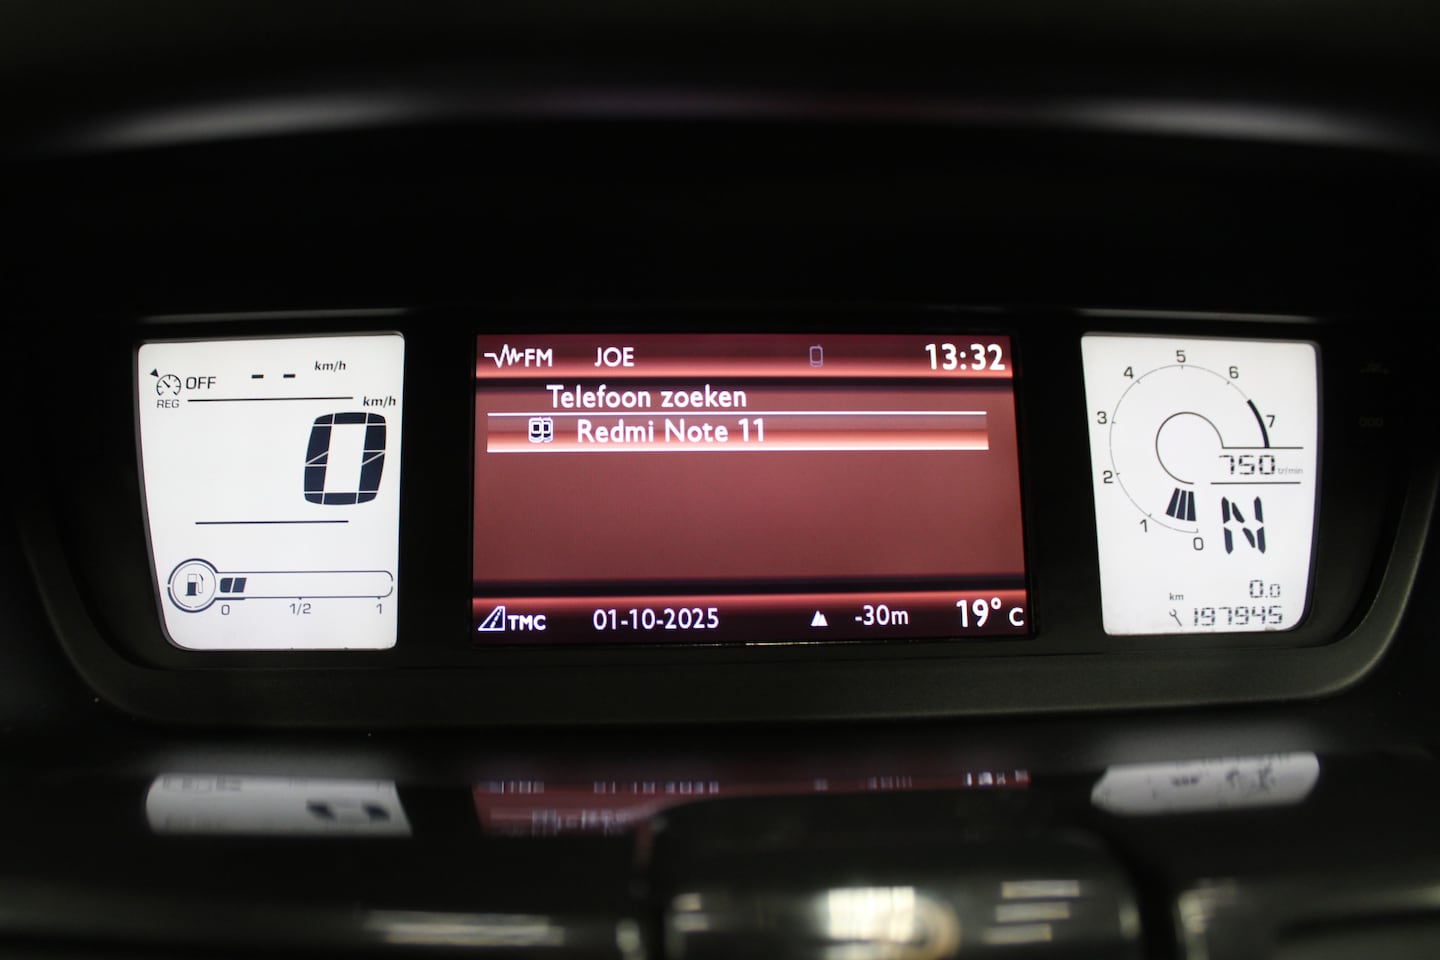 OFF
REG
-- km/h
km/h
0
0 1/2 1
FM JOE 13:32
Telefoon zoeken
Redmi Note 11
TMC 01-10-2025 -30m 19° C
5
4 6
3 7
750 tr/min
2
1
0
N
km 0.0
197945